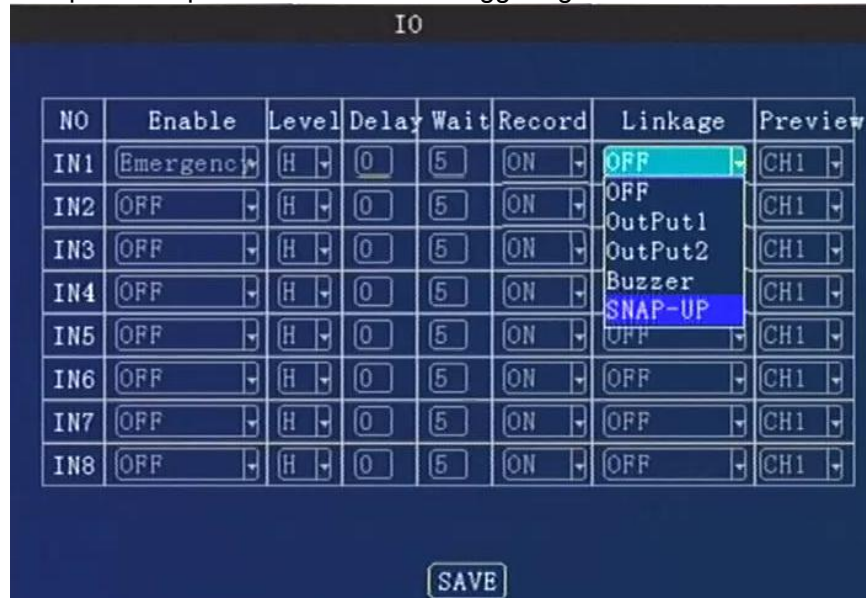 IO
NO Enable Level Delay Wait Record Linkage Preview
IN1 Emergency H 0 5 ON OFF CH1
IN2 OFF H 0 5 ON OFF CH1
OutPut1
IN3 OFF H 0 5 ON OutPut2 CH1
IN4 OFF H 0 5 ON Buzzer CH1
SNAP-UP
IN5 OFF H 0 5 ON OFF CH1
IN6 OFF H 0 5 ON OFF CH1
IN7 OFF H 0 5 ON OFF CH1
IN8 OFF H 0 5 ON OFF CH1
SAVE